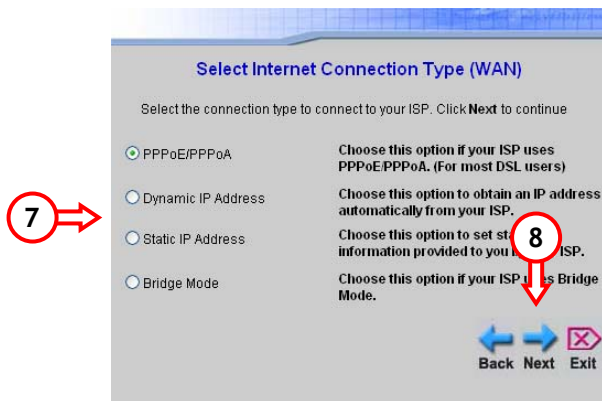 Select Internet Connection Type (WAN)
Select the connection type to connect to your ISP. Click Next to continue
PPPoE/PPPoA
Choose this option if your ISP uses
PPPoE/PPPoA. (For most DSL users)
Dynamic IP Address
Choose this option to obtain an IP address
automatically from your ISP.
7
Static IP Address
Choose this option to set
information provided to you ISP.
8
Bridge Mode
Choose this option if your ISP Bridge
Mode.
Back Next Exit